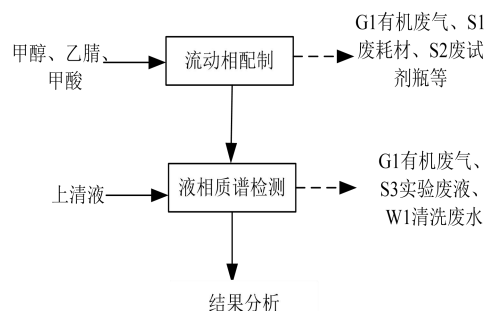 甲醇、乙腈、
甲酸
流动相配制
G1有机废气、S1
废耗材、S2废试
剂瓶等
上清液
液相质谱检测
G1有机废气、
S3实验废液、
W1清洗废水
结果分析